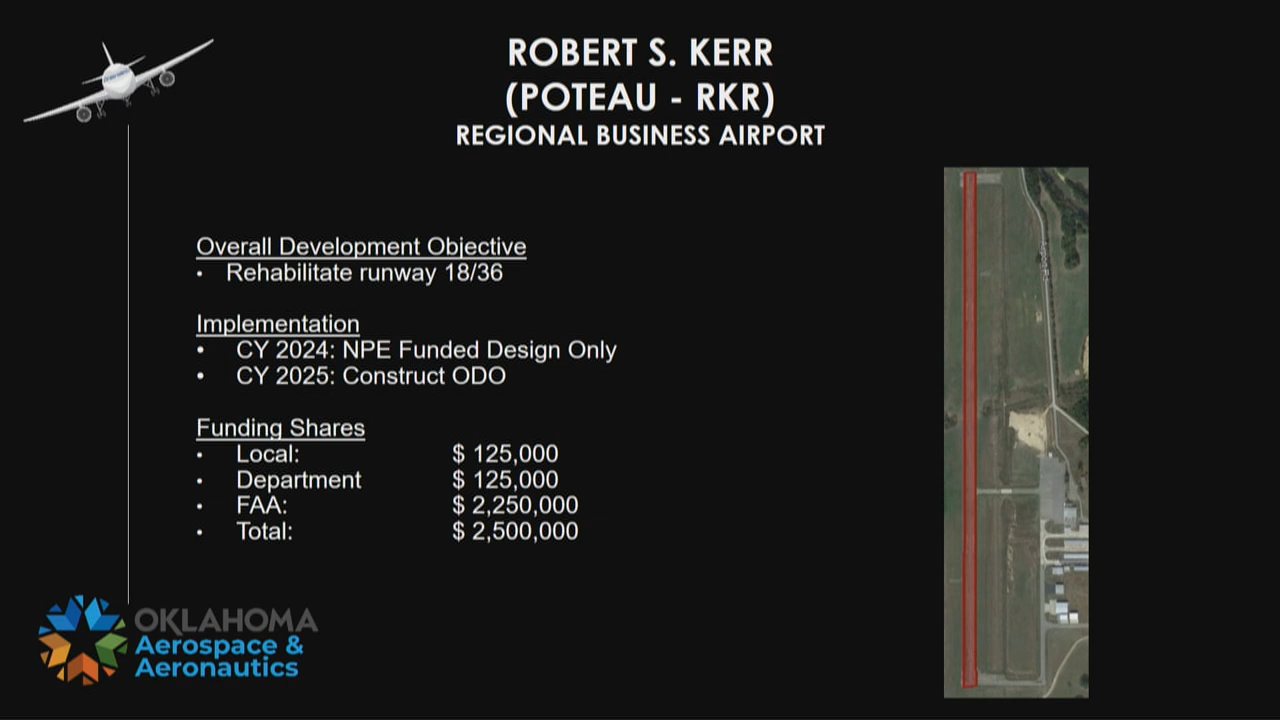 ROBERT S. KERR
(POTEAU - RKR)
REGIONAL BUSINESS AIRPORT
Overall Development Objective
• Rehabilitate runway 18/36
Implementation
• CY 2024: NPE Funded Design Only
• CY 2025: Construct ODO
Funding Shares
• Local: $ 125,000
• Department $ 125,000
• FAA: $ 2,250,000
• Total: $ 2,500,000
OKLAHOMA
Aerospace &
Aeronautics